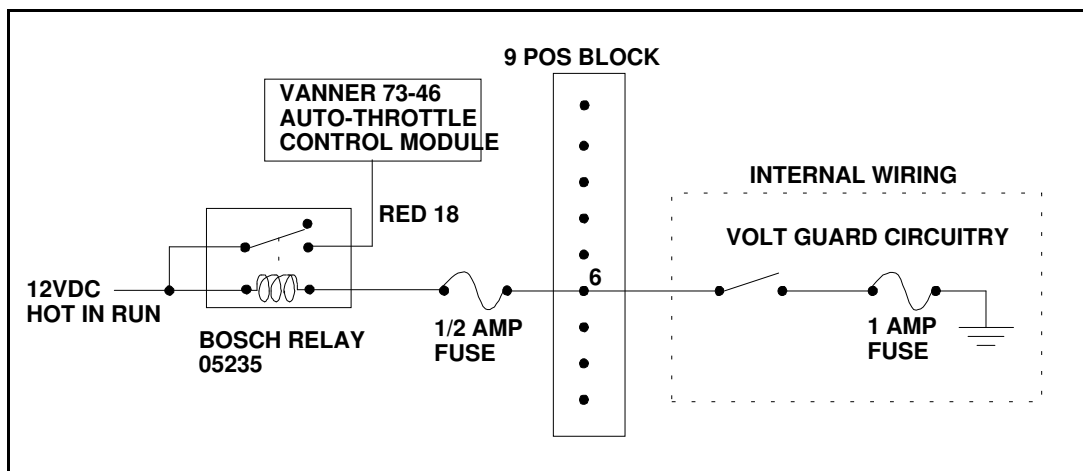 9 POS BLOCK
VANNER 73-46
AUTO-THROTTLE
CONTROL MODULE
INTERNAL WIRING
RED 18
VOLT GUARD CIRCUITRY
6
12VDC
HOT IN RUN
BOSCH RELAY
05235
1/2 AMP
FUSE
1 AMP
FUSE